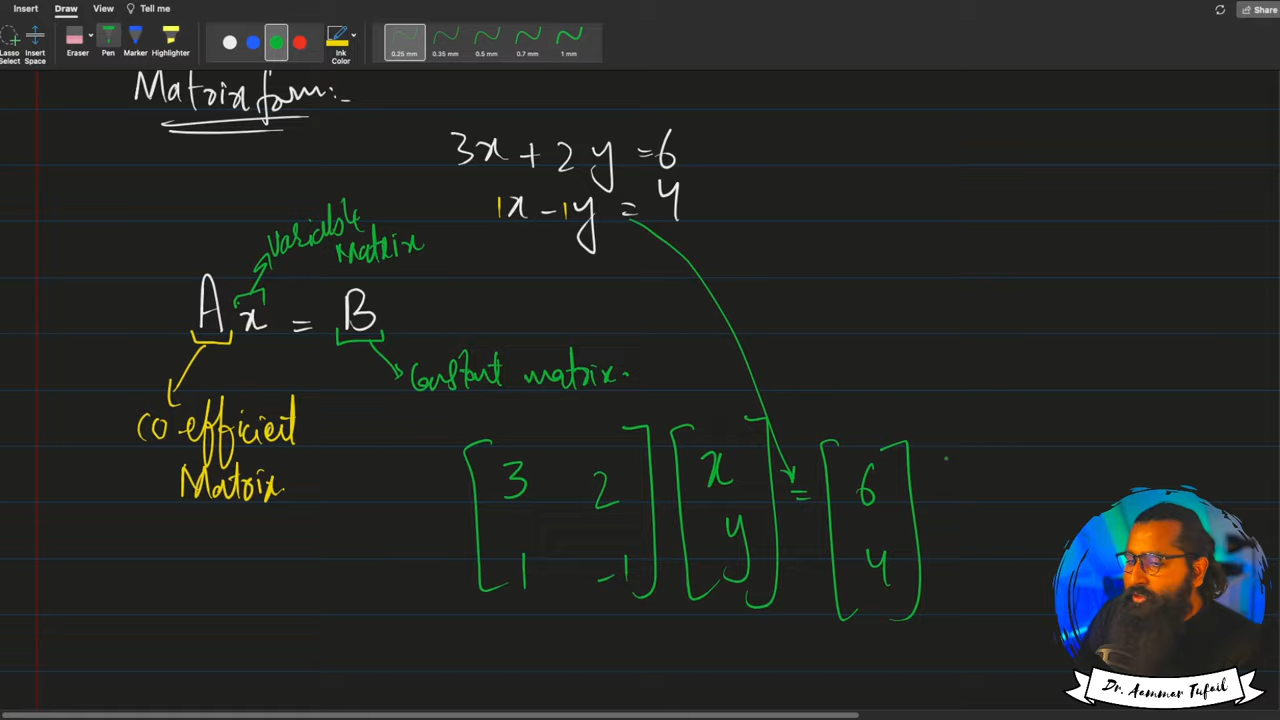 Insert Draw View Tell me
Share
Lasso Select
Insert Space
Eraser
Pen
Marker
Highlighter
Ink Color
0.25 mm 0.35 mm 0.5 mm 0.7 mm 1 mm
Matrix form:-
3x + 2y = 6
1x - 1y = 4
Variable
Matrix
Ax = B
Constant matrix.
Co efficient
Matrix
[3 2] [x] = [6]
[1 -1] [y] [4]
Dr. Aammar Tufail